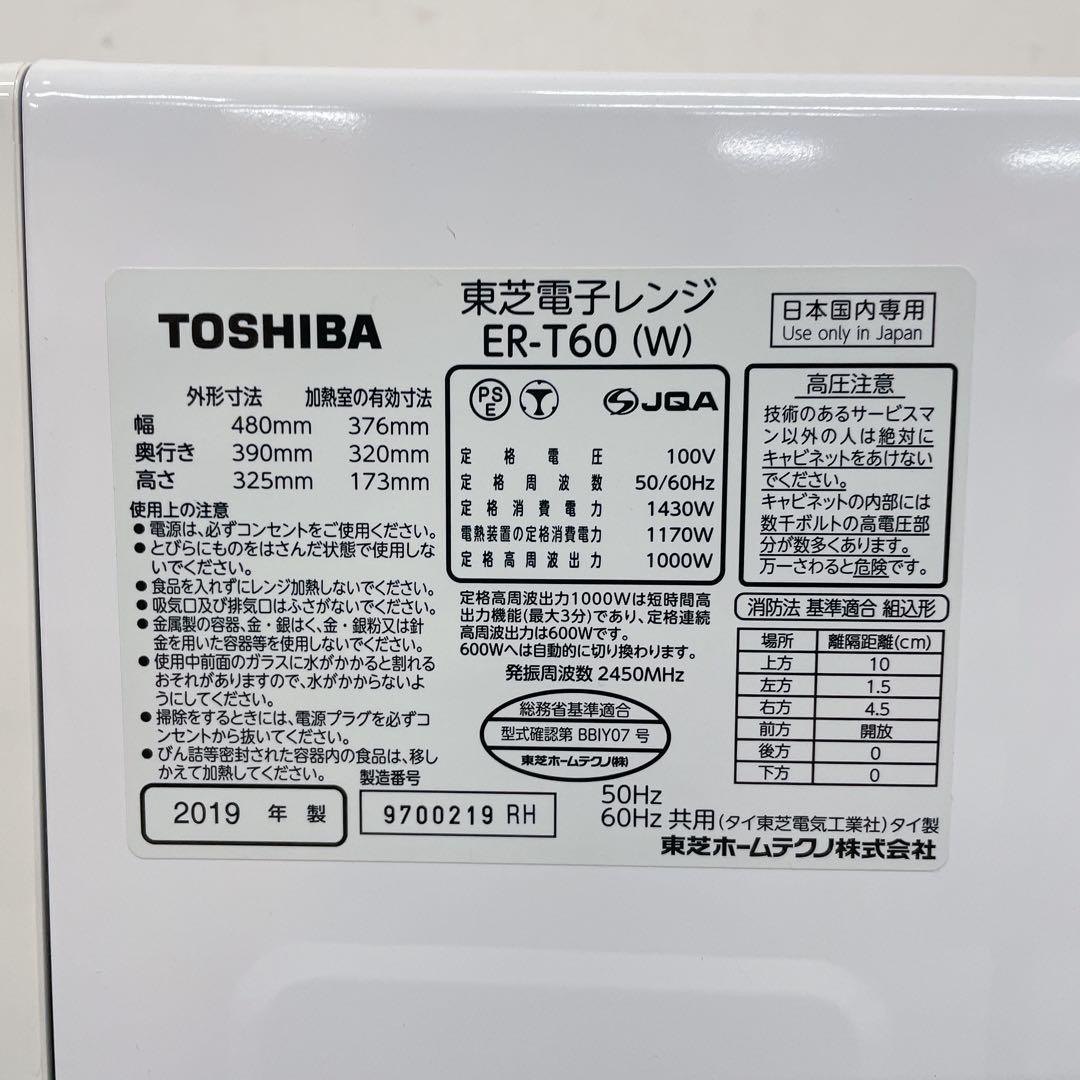 TOSHIBA
東芝電子レンジ
ER-T60 (W)
日本国内専用
Use only in Japan
外形寸法 加熱室の有効寸法
幅 480mm 376mm
奥行き 390mm 320mm
高さ 325mm 173mm
使用上の注意
● 電源は、必ずコンセントをご使用ください。
● とびらにものをはさんだ状態で使用しな
いでください。
● 食品を入れずにレンジ加熱しないでください。
● 吸気口及び排気口はふさがないでください。
● 金属製の容器、金・銀はく、金・銀粉又は針
金を用いた容器等を使用しないでください。
● 使用中前面のガラスに水がかかると割れる
おそれがありますので、水がかからないよ
うにしてください。
● 掃除をするときには、電源プラグを必ずコ
ンセントから抜いてください。
● びん詰等密封された容器内の食品は、移し
かえて加熱してください。
2019 年 製
製造番号
9700219 RH
PS
E
JQA
定格電圧 100V
定格周波数 50/60Hz
定格消費電力 1430W
電熱装置の定格消費電力 1170W
定格高周波出力 1000W
定格高周波出力1000Wは短時間高
出力機能(最大3分)であり、定格連続
高周波出力は600Wです。
600Wへは自動的に切り換わります。
発振周波数 2450MHz
総務省基準適合
型式確認第 BBIY07 号
東芝ホームテクノ(株)
高圧注意
技術のあるサービスマ
ン以外の人は絶対に
キャビネットをあけない
でください。
キャビネットの内部には
数千ボルトの高電圧部
分が数多くあります。
万一さわると危険です。
消防法 基準適合 組込形
場所 離隔距離(cm)
上方 10
左方 1.5
右方 4.5
前方 開放
後方 0
下方 0
50Hz
60Hz 共用 (タイ東芝電気工業社) タイ製
東芝ホームテクノ株式会社